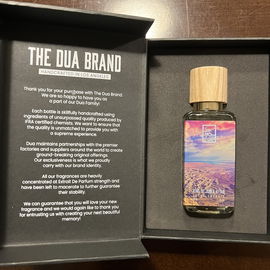 THE DUA BRAND
HANDCRAFTED IN LOS ANGELES
Thank you for your purchase with The Dua Brand.
We are so happy to have you as
a part of our Dua Family!
Each bottle is skillfully handcrafted using
ingredients of unsurpassed quality produced by
IFRA certified chemists. We want to ensure that
the quality is unmatched to provide you with
a supreme experience.
Dua maintains partnerships with the premier
factories and suppliers around the world to create
ground-breaking original offerings.
Our exclusiveness is what we proudly
carry with our brand identity.
All our fragrances are heavily
concentrated at Extrait De Parfum strength and
have been left to macerate to further guarantee
their stability.
We can guarantee that you will love your new
fragrance and we would again like to thank you
for entrusting us with creating your next beautiful
memory!